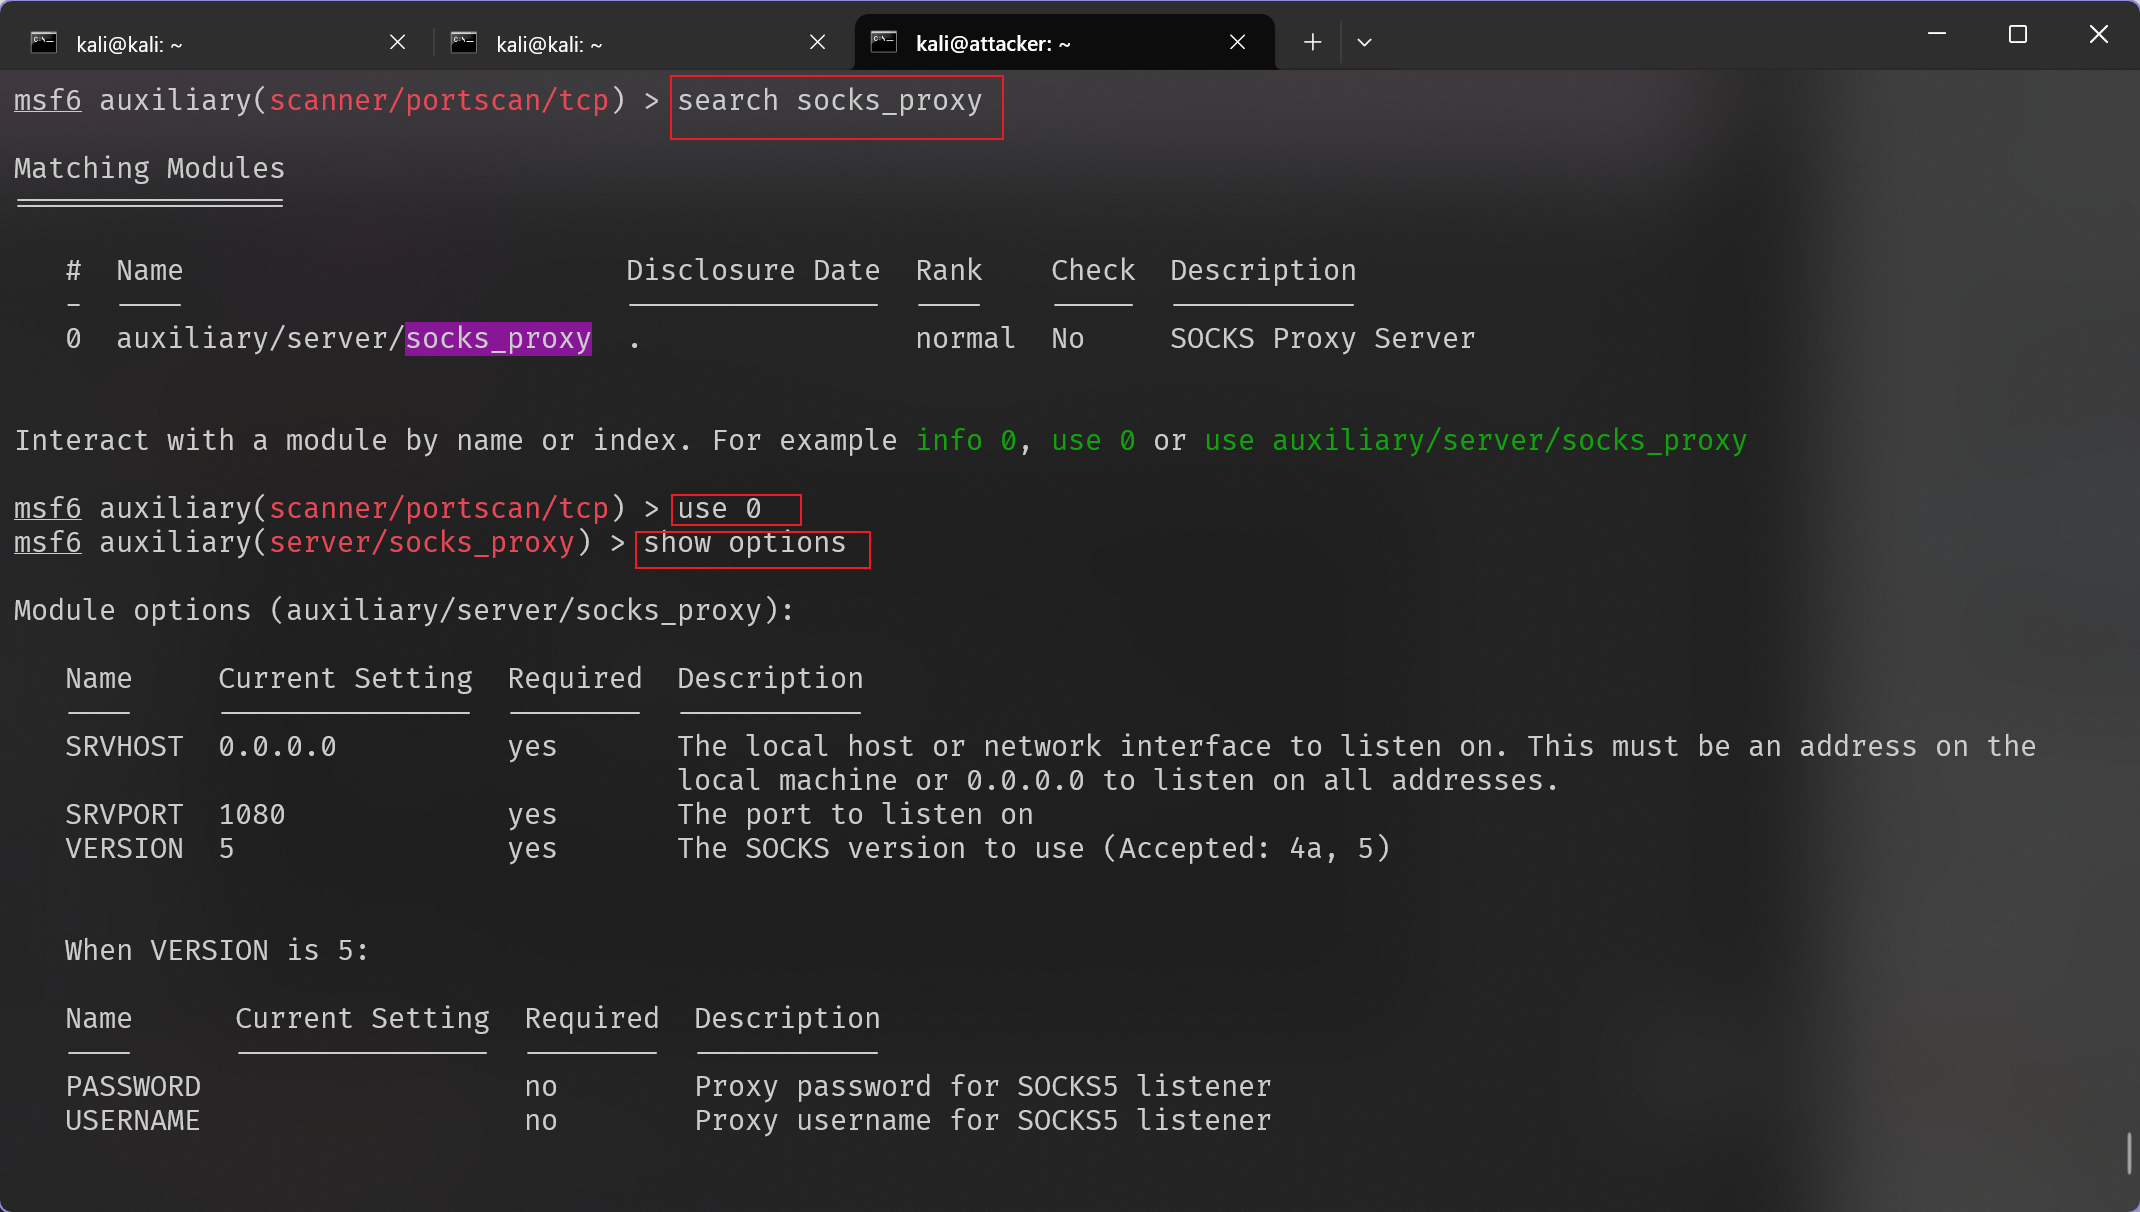 kali@kali: ~
kali@kali: ~
kali@attacker: ~
msf6 auxiliary(scanner/portscan/tcp) > search socks_proxy
Matching Modules
================
#  Name                            Disclosure Date  Rank    Check  Description
-  ----                            ---------------  ----    -----  -----------
0  auxiliary/server/socks_proxy  .                normal  No     SOCKS Proxy Server
Interact with a module by name or index. For example info 0, use 0 or use auxiliary/server/socks_proxy
msf6 auxiliary(scanner/portscan/tcp) > use 0
msf6 auxiliary(server/socks_proxy) > show options
Module options (auxiliary/server/socks_proxy):
Name     Current Setting  Required  Description
----     ---------------  --------  -----------
SRVHOST  0.0.0.0          yes       The local host or network interface to listen on. This must be an address on the
local machine or 0.0.0.0 to listen on all addresses.
SRVPORT  1080             yes       The port to listen on
VERSION  5                yes       The SOCKS version to use (Accepted: 4a, 5)
When VERSION is 5:
Name      Current Setting  Required  Description
----      ---------------  --------  -----------
PASSWORD                   no        Proxy password for SOCKS5 listener
USERNAME                   no        Proxy username for SOCKS5 listener